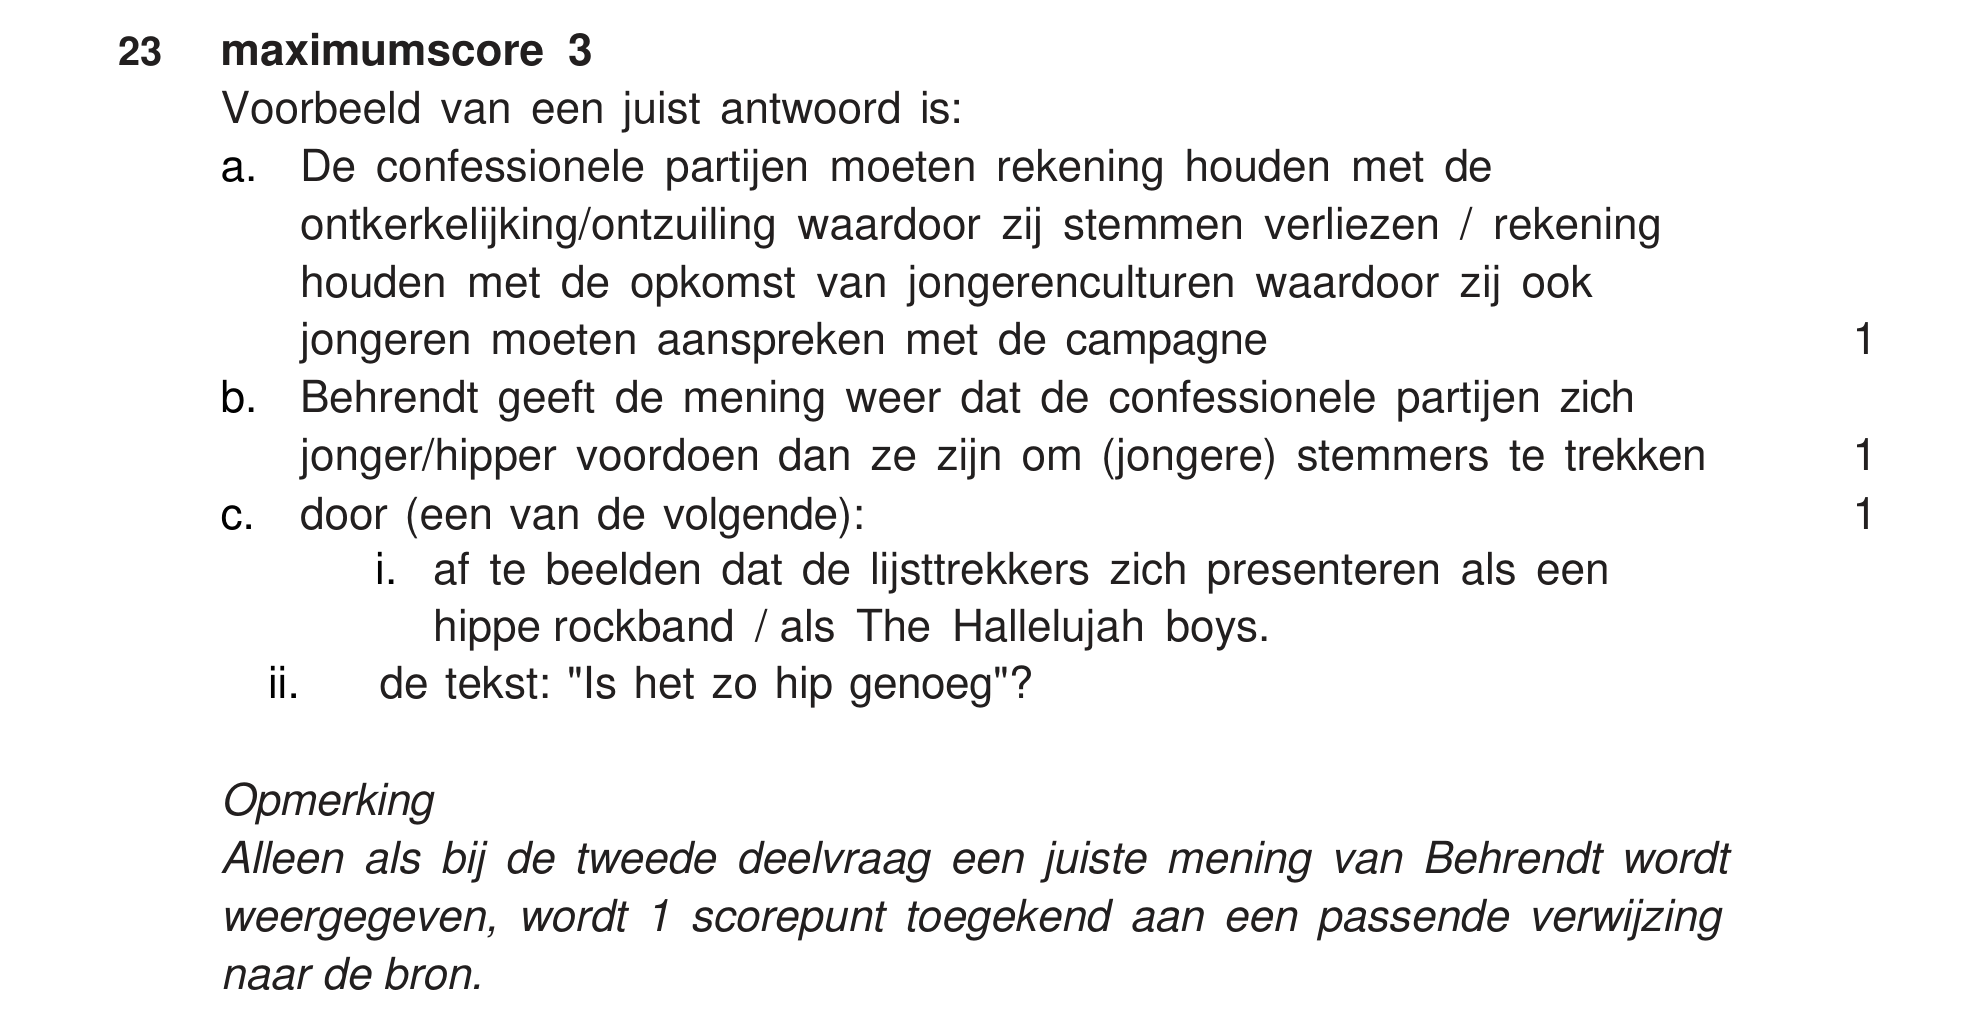 23 maximumscore 3
Voorbeeld van een juist antwoord is:
a. De confessionele partijen moeten rekening houden met de
ontkerkelijking/ontzuiling waardoor zij stemmen verliezen / rekening
houden met de opkomst van jongerenculturen waardoor zij ook
jongeren moeten aanspreken met de campagne 1
b. Behrendt geeft de mening weer dat de confessionele partijen zich
jonger/hipper voordoen dan ze zijn om (jongere) stemmers te trekken 1
c. door (een van de volgende): 1
i. af te beelden dat de lijsttrekkers zich presenteren als een
hippe rockband / als The Hallelujah boys.
ii. de tekst: "Is het zo hip genoeg"?
Opmerking
Alleen als bij de tweede deelvraag een juiste mening van Behrendt wordt
weergegeven, wordt 1 scorepunt toegekend aan een passende verwijzing
naar de bron.